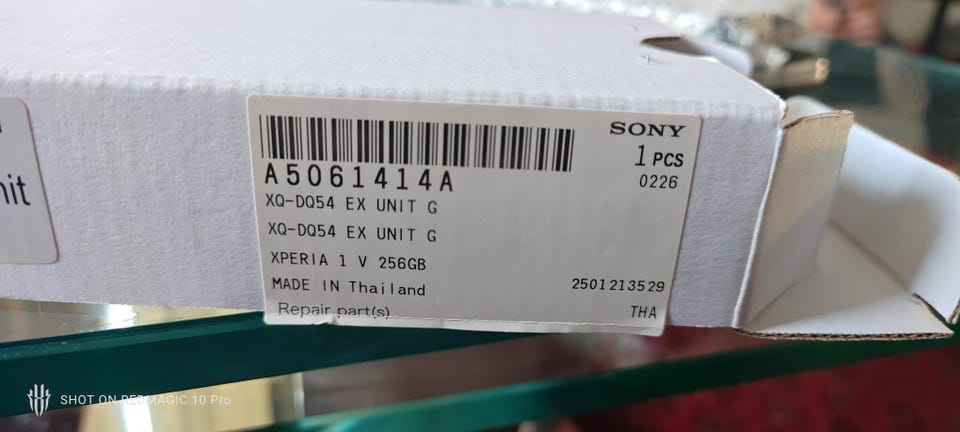 nit
SONY
1 PCS
0226
A5061414A
XQ-DQ54 EX UNIT G
XQ-DQ54 EX UNIT G
XPERIA 1 V 256GB
MADE IN Thailand
2501213529
Repair part(s)
THA
SHOT ON REDMAGIC 10 Pro